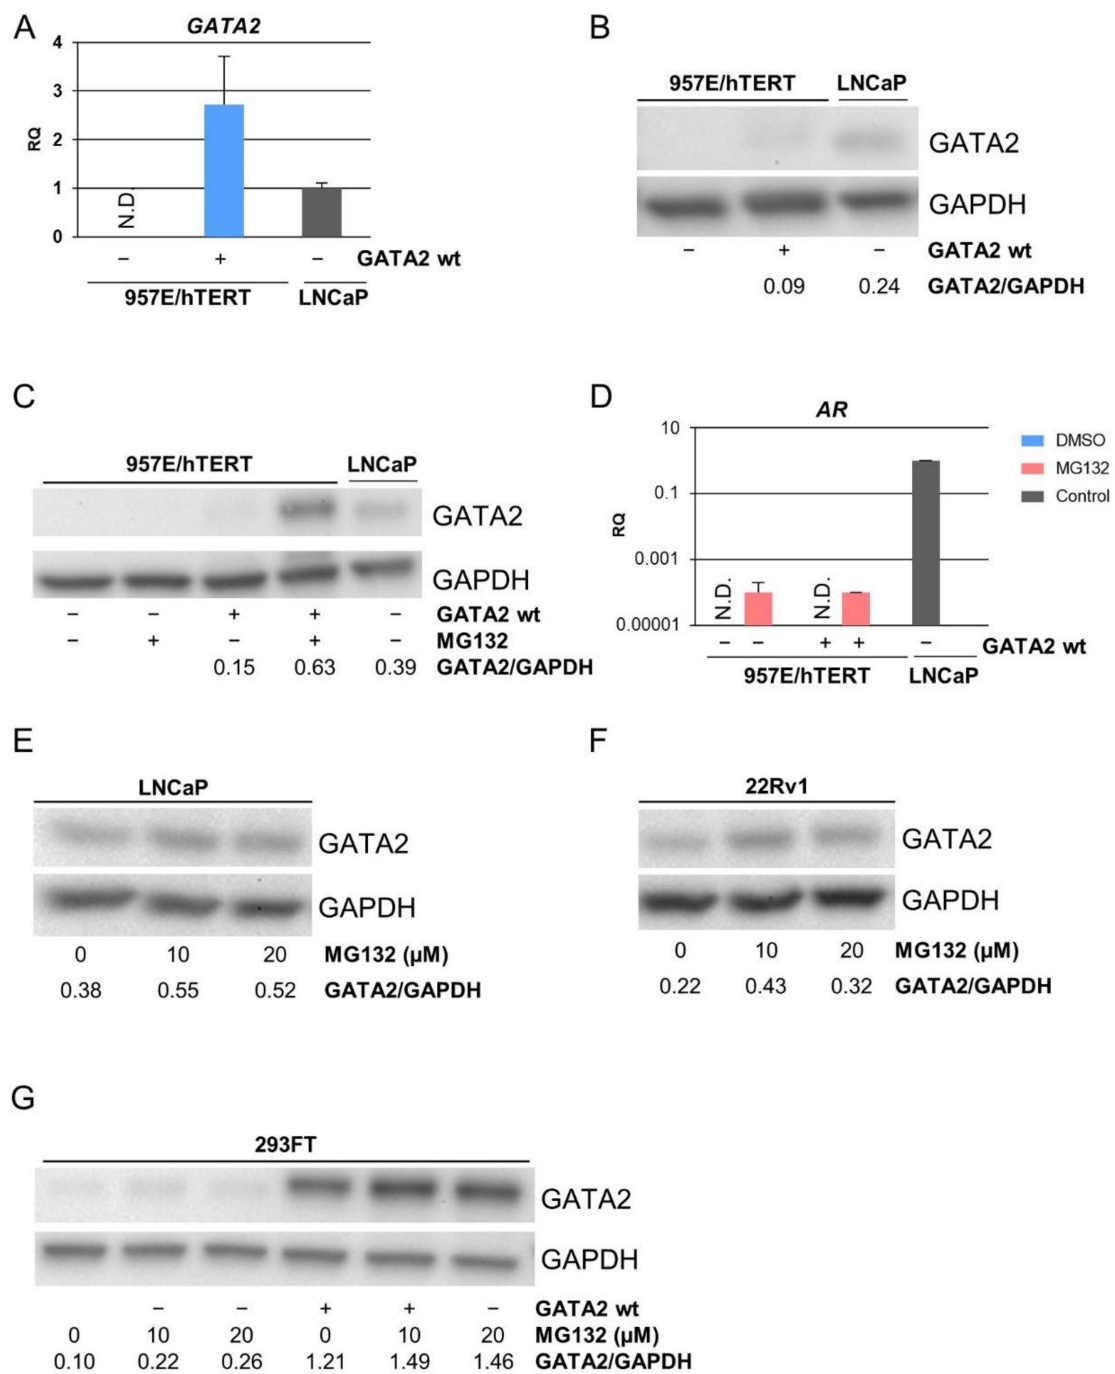 A
GATA2
4
3
2
1
0
RQ
N.D.
− + − GATA2 wt
957E/hTERT LNCaP
B
957E/hTERT LNCaP
GATA2
GAPDH
− + − GATA2 wt
0.09 0.24 GATA2/GAPDH
C
957E/hTERT LNCaP
GATA2
GAPDH
− − + + − GATA2 wt
− + − + − MG132
0.15 0.63 0.39 GATA2/GAPDH
D
AR
10
0.1
0.001
0.00001
RQ
N.D. N.D.
− − + + − GATA2 wt
957E/hTERT LNCaP
DMSO
MG132
Control
E
LNCaP
GATA2
GAPDH
0 10 20 MG132 (µM)
0.38 0.55 0.52 GATA2/GAPDH
F
22Rv1
GATA2
GAPDH
0 10 20 MG132 (µM)
0.22 0.43 0.32 GATA2/GAPDH
G
293FT
GATA2
GAPDH
− − + + − GATA2 wt
0 10 20 0 10 20 MG132 (µM)
0.10 0.22 0.26 1.21 1.49 1.46 GATA2/GAPDH